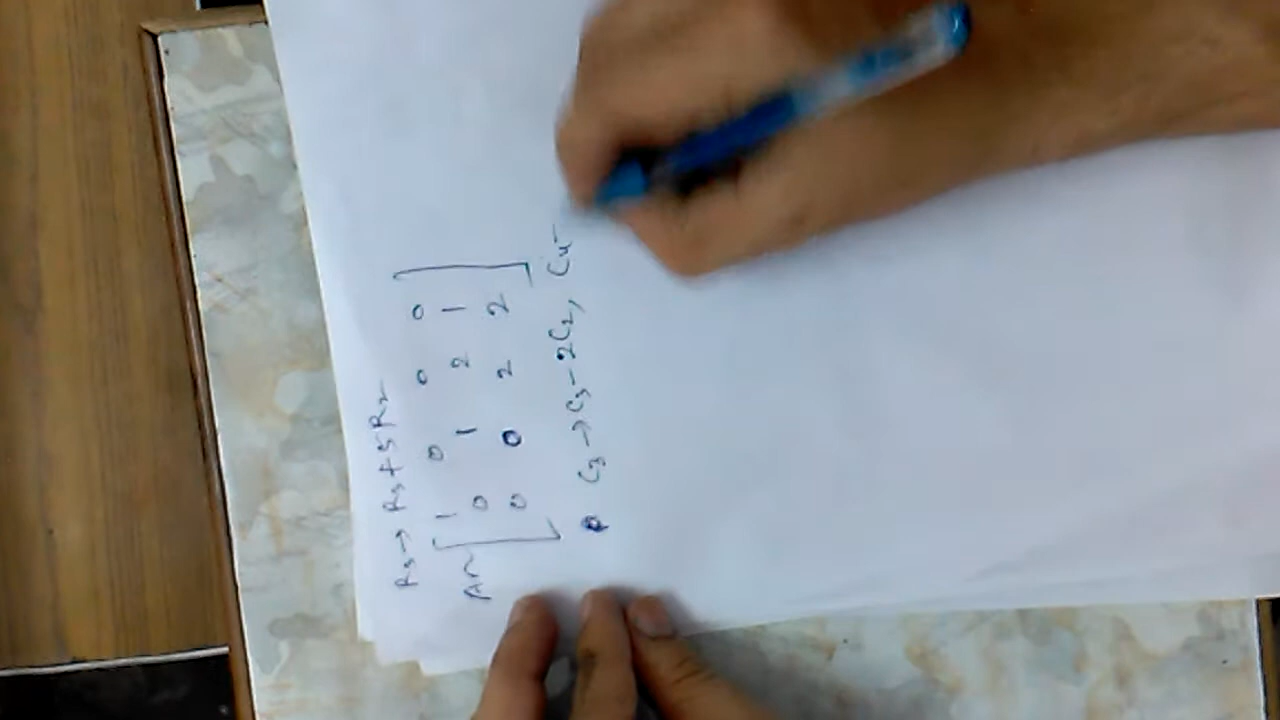 R3 → R3 + 5R2
A ~ [ 1 0 0 0
0 1 2 1
0 0 2 2 ]
C3 → C3 - 2C2, C4 -